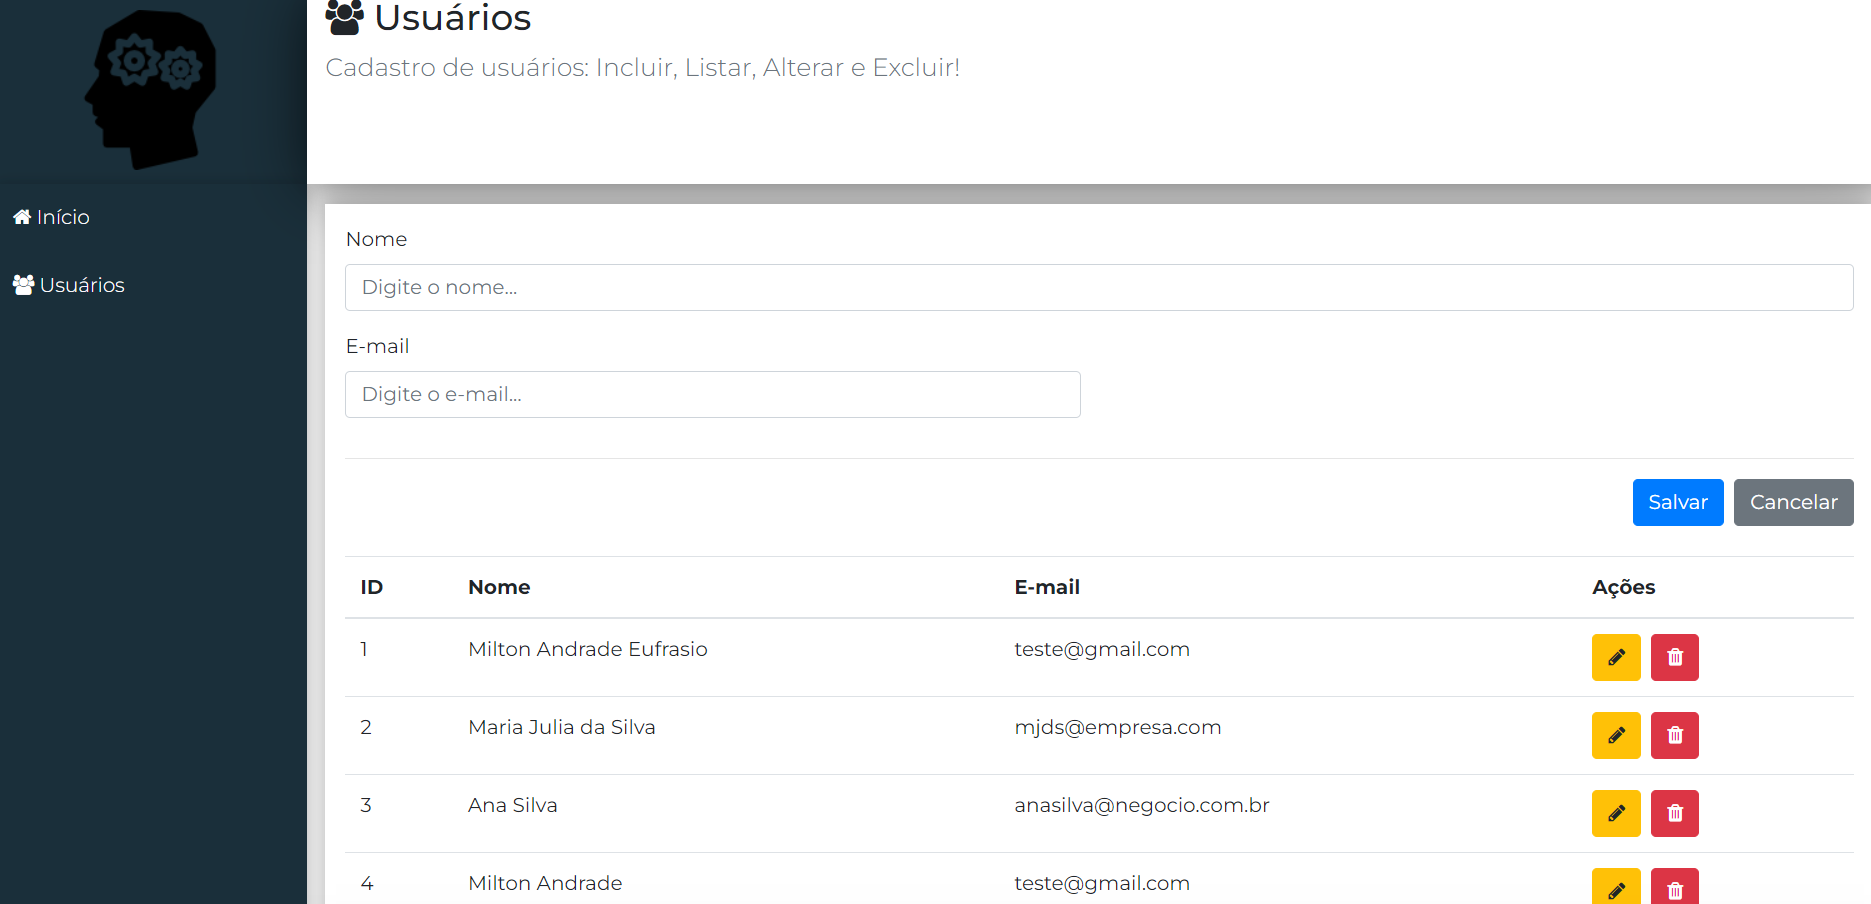 Usuários
Cadastro de usuários: Incluir, Listar, Alterar e Excluir!
Início
Usuários
Nome
Digite o nome...
E-mail
Digite o e-mail...
Salvar Cancelar
ID Nome E-mail Ações
1 Milton Andrade Eufrasio teste@gmail.com
2 Maria Julia da Silva mjds@empresa.com
3 Ana Silva anasilva@negocio.com.br
4 Milton Andrade teste@gmail.com